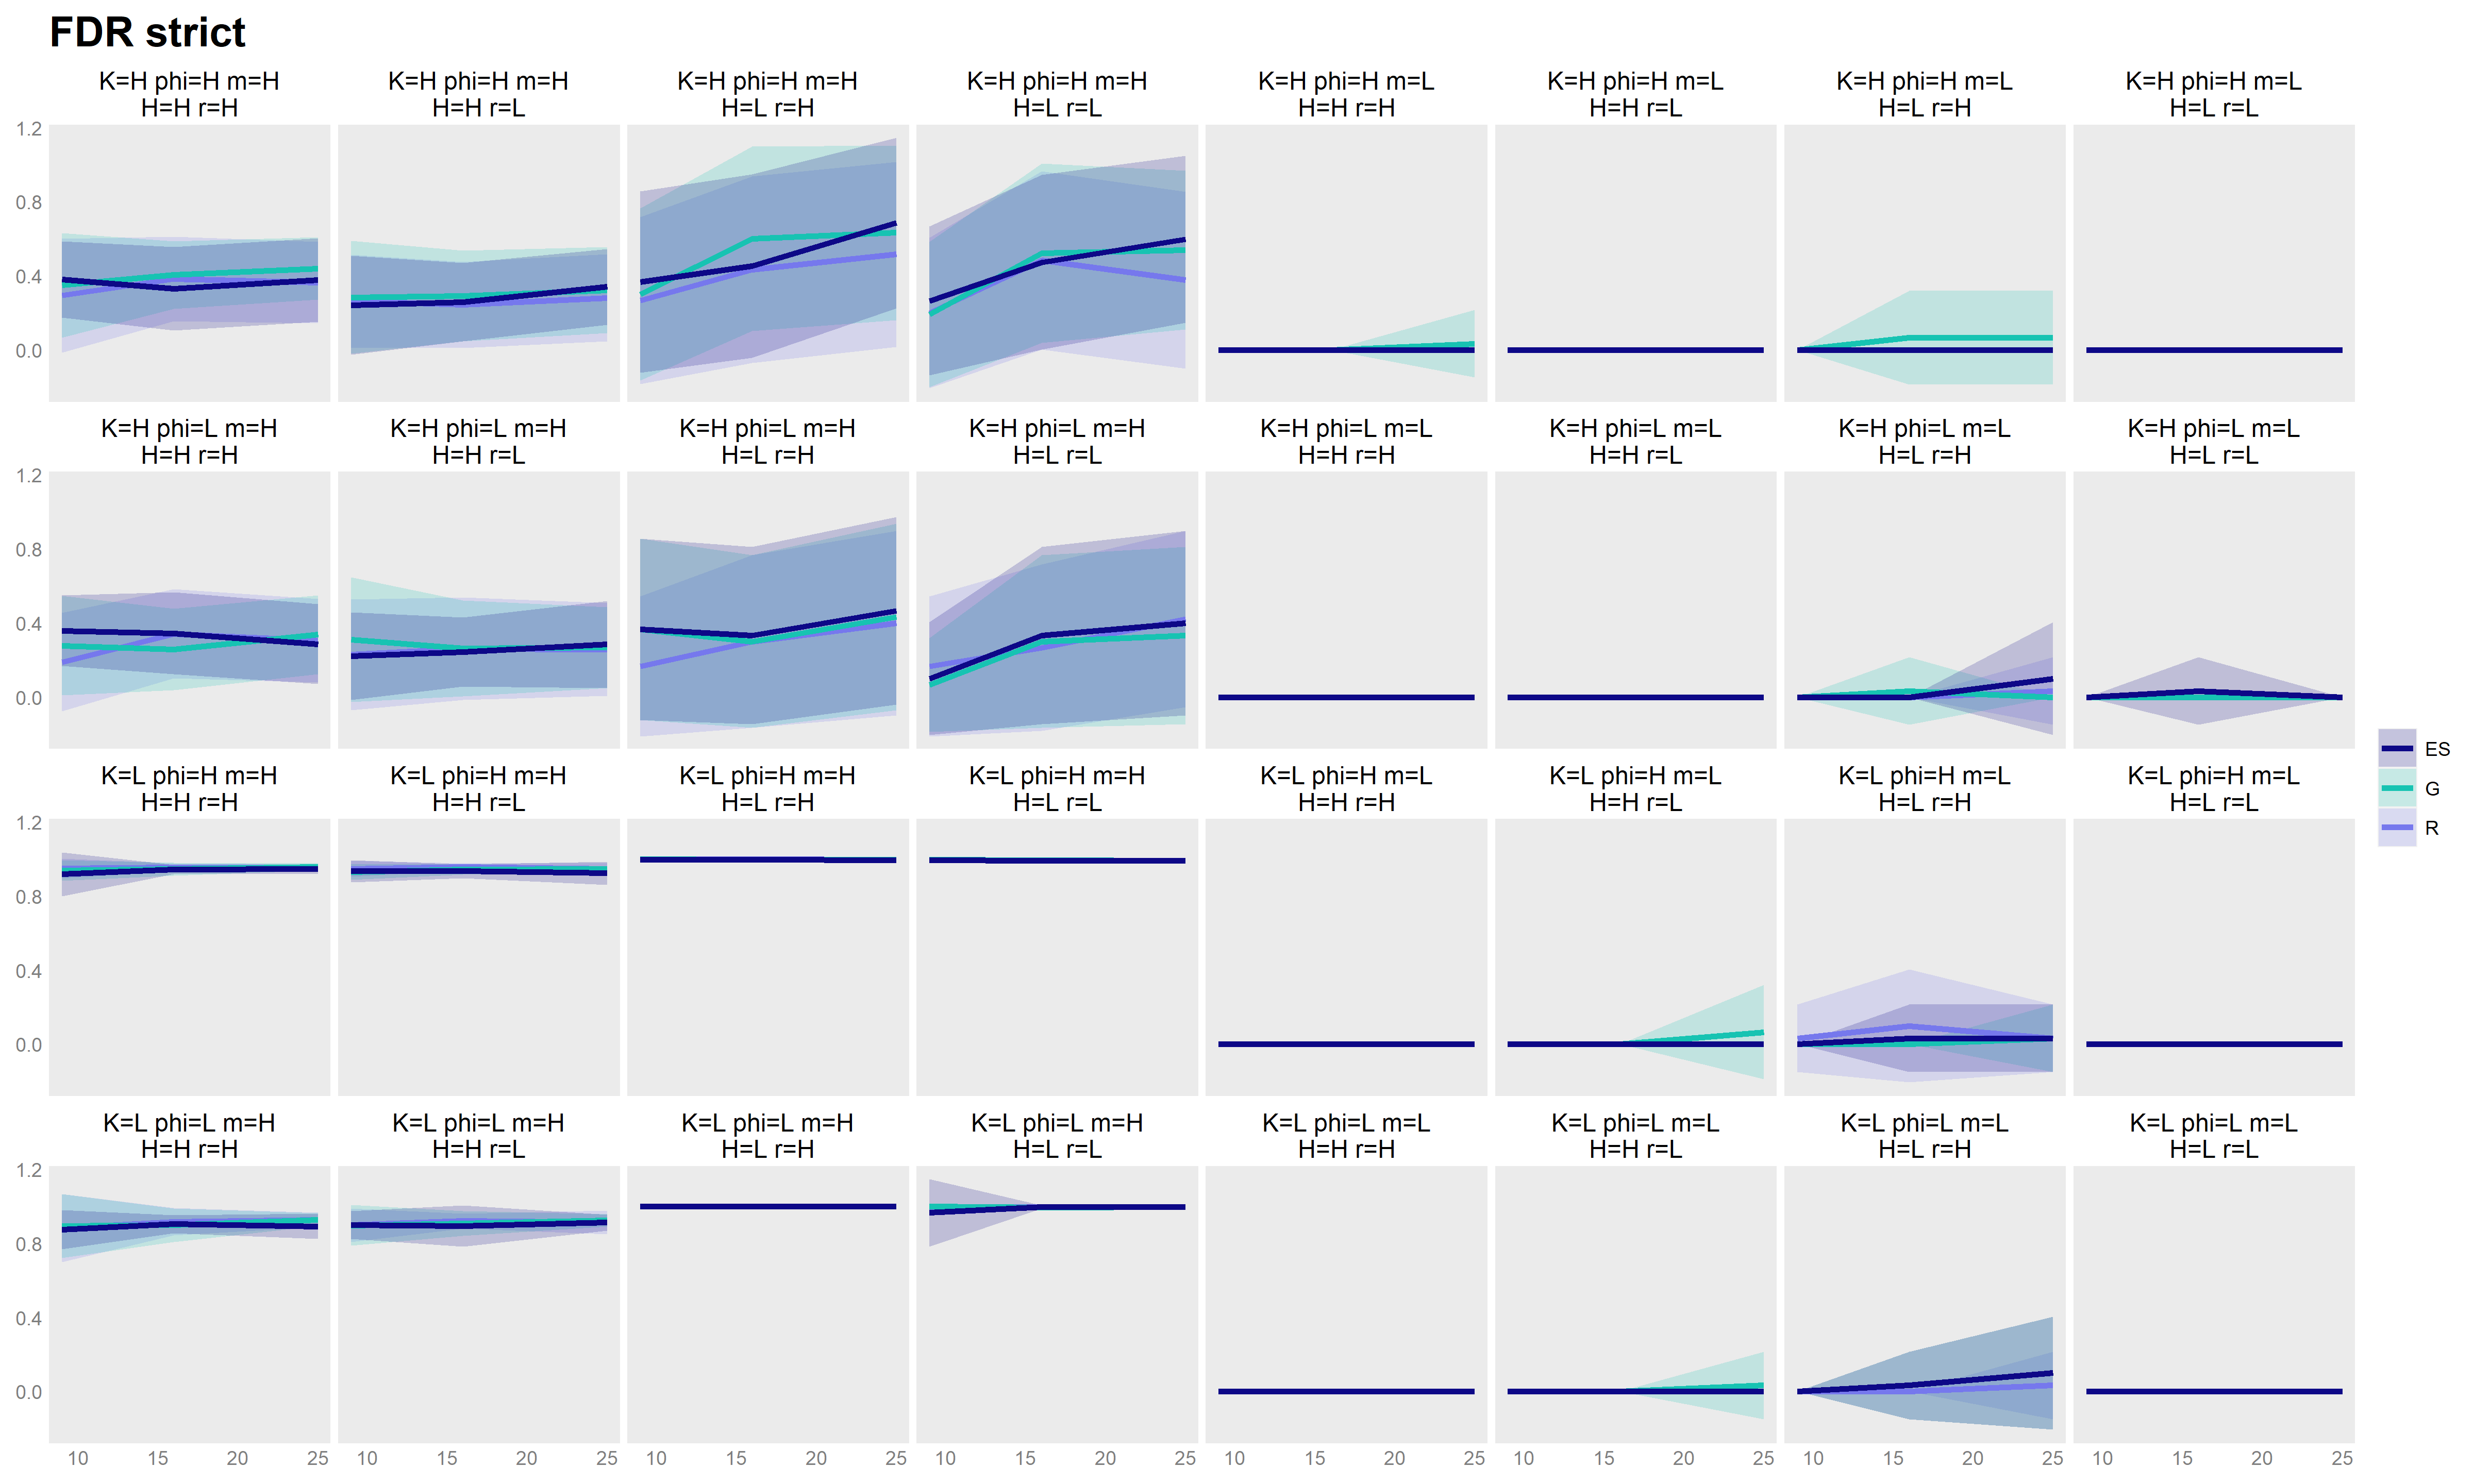 FDR strict
K=H phi=H m=H K=H phi=H m=H K=H phi=H m=H K=H phi=H m=H K=H phi=H m=L K=H phi=H m=L K=H phi=H m=L K=H phi=H m=L
H=H r=H H=H r=L H=L r=H H=L r=L H=H r=H H=H r=L H=L r=H H=L r=L
1.2
0.8
0.4
0.0
K=H phi=L m=H K=H phi=L m=H K=H phi=L m=H K=H phi=L m=H K=H phi=L m=L K=H phi=L m=L K=H phi=L m=L K=H phi=L m=L
H=H r=H H=H r=L H=L r=H H=L r=L H=H r=H H=H r=L H=L r=H H=L r=L
1.2
0.8
0.4
0.0
K=L phi=H m=H K=L phi=H m=H K=L phi=H m=H K=L phi=H m=H K=L phi=H m=L K=L phi=H m=L K=L phi=H m=L K=L phi=H m=L
H=H r=H H=H r=L H=L r=H H=L r=L H=H r=H H=H r=L H=L r=H H=L r=L
1.2
0.8
0.4
0.0
K=L phi=L m=H K=L phi=L m=H K=L phi=L m=H K=L phi=L m=H K=L phi=L m=L K=L phi=L m=L K=L phi=L m=L K=L phi=L m=L
H=H r=H H=H r=L H=L r=H H=L r=L H=H r=H H=H r=L H=L r=H H=L r=L
1.2
0.8
0.4
0.0
10 15 20 25 10 15 20 25 10 15 20 25 10 15 20 25 10 15 20 25 10 15 20 25 10 15 20 25 10 15 20 25
ES
G
R